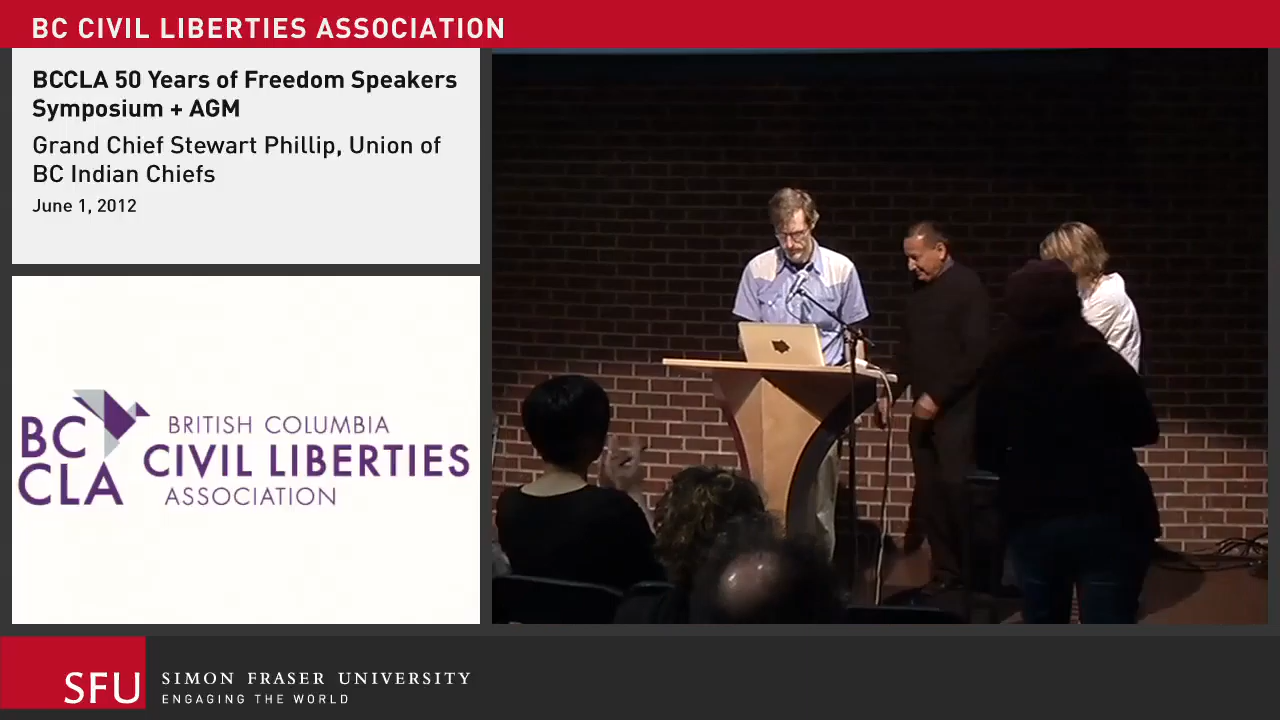 BC CIVIL LIBERTIES ASSOCIATION
BCCLA 50 Years of Freedom Speakers
Symposium + AGM
Grand Chief Stewart Phillip, Union of
BC Indian Chiefs
June 1, 2012
BC
CLA
BRITISH COLUMBIA
CIVIL LIBERTIES
ASSOCIATION
SFU
SIMON FRASER UNIVERSITY
ENGAGING THE WORLD